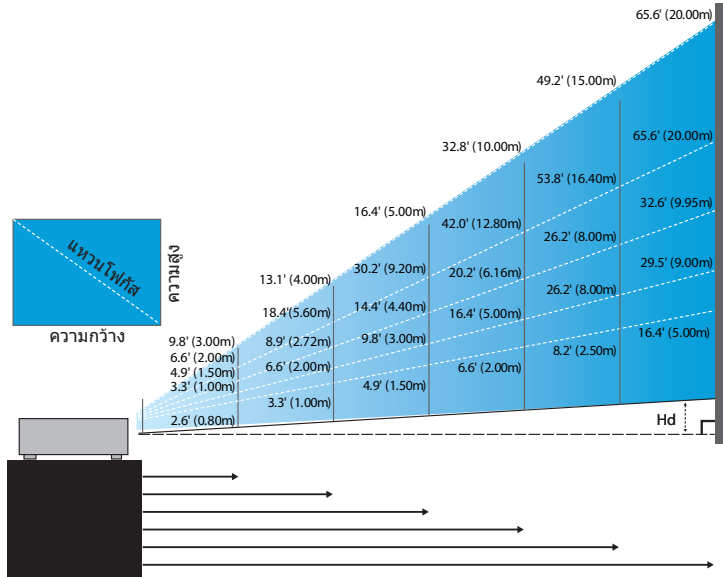 65.6' (20.00m)
49.2' (15.00m)
32.8' (10.00m)
16.4' (5.00m)
13.1' (4.00m)
9.8' (3.00m)
6.6' (2.00m)
4.9' (1.50m)
3.3' (1.00m)
2.6' (0.80m)
18.4'(5.60m)
8.9' (2.72m)
6.6' (2.00m)
3.3' (1.00m)
30.2' (9.20m)
14.4' (4.40m)
9.8' (3.00m)
4.9' (1.50m)
42.0' (12.80m)
20.2' (6.16m)
16.4' (5.00m)
6.6' (2.00m)
53.8' (16.40m)
26.2' (8.00m)
26.2' (8.00m)
8.2' (2.50m)
65.6' (20.00m)
32.6' (9.95m)
29.5' (9.00m)
16.4' (5.00m)
แหวนโฟกัส
ความสูง
ความกว้าง
Hd